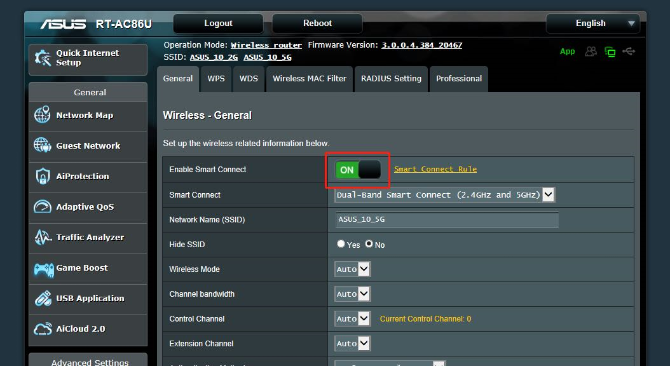 ASUS RT-AC86U Logout Reboot English
Quick Internet Setup
General
Network Map
Guest Network
AiProtection
Adaptive QoS
Traffic Analyzer
Game Boost
USB Application
AiCloud 2.0
Advanced Settings
Operation Mode: Wireless router Firmware Version: 3.0.0.4.384_20467
SSID: ASUS_10_2G ASUS_10_5G
App
General WPS WDS Wireless MAC Filter RADIUS Setting Professional
Wireless - General
Set up the wireless related information below.
Enable Smart Connect ON Smart Connect Rule
Smart Connect Dual-Band Smart Connect (2.4GHz and 5GHz)
Network Name (SSID) ASUS_10_5G
Hide SSID Yes No
Wireless Mode Auto
Channel bandwidth Auto
Control Channel Auto Current Control Channel: 0
Extension Channel Auto